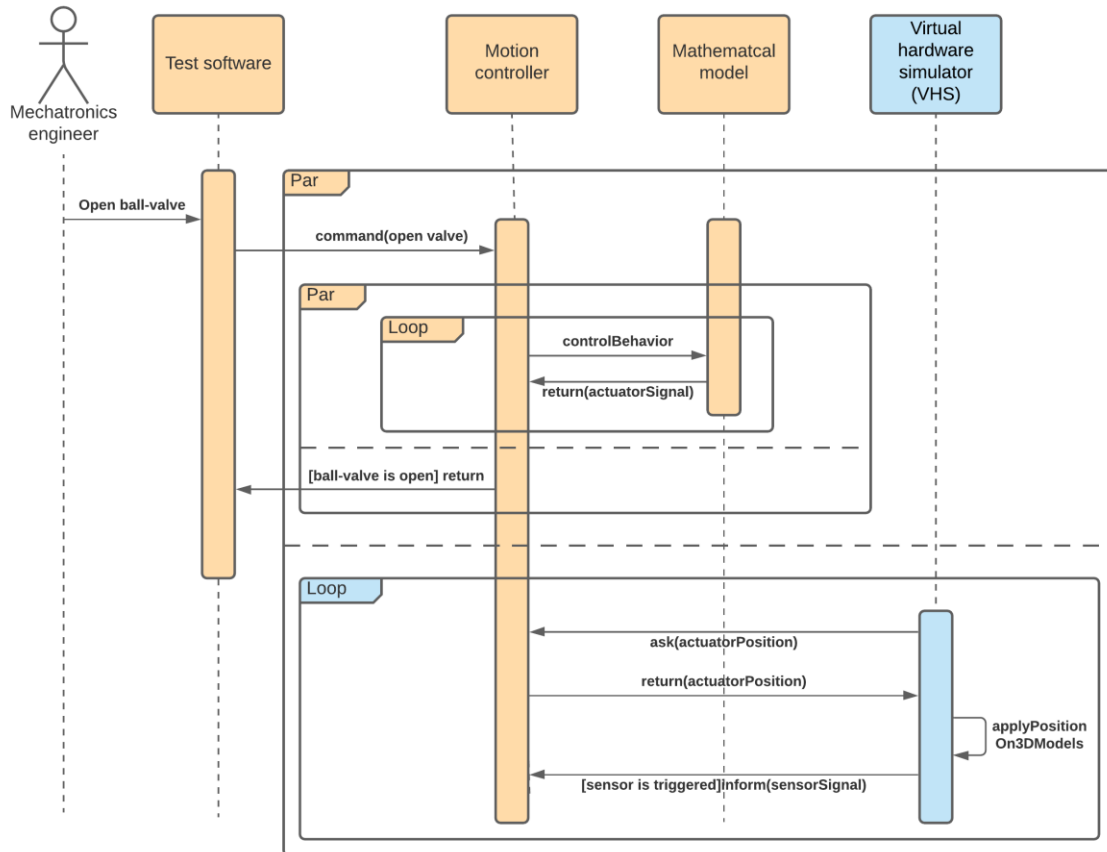 Mechatronics
engineer
Test software
Motion
controller
Mathematcal
model
Virtual
hardware
simulator
(VHS)
Par
Open ball-valve
command(open valve)
Par
Loop
controlBehavior
return(actuatorSignal)
[ball-valve is open] return
Loop
ask(actuatorPosition)
return(actuatorPosition)
applyPosition
On3DModels
[sensor is triggered]inform(sensorSignal)